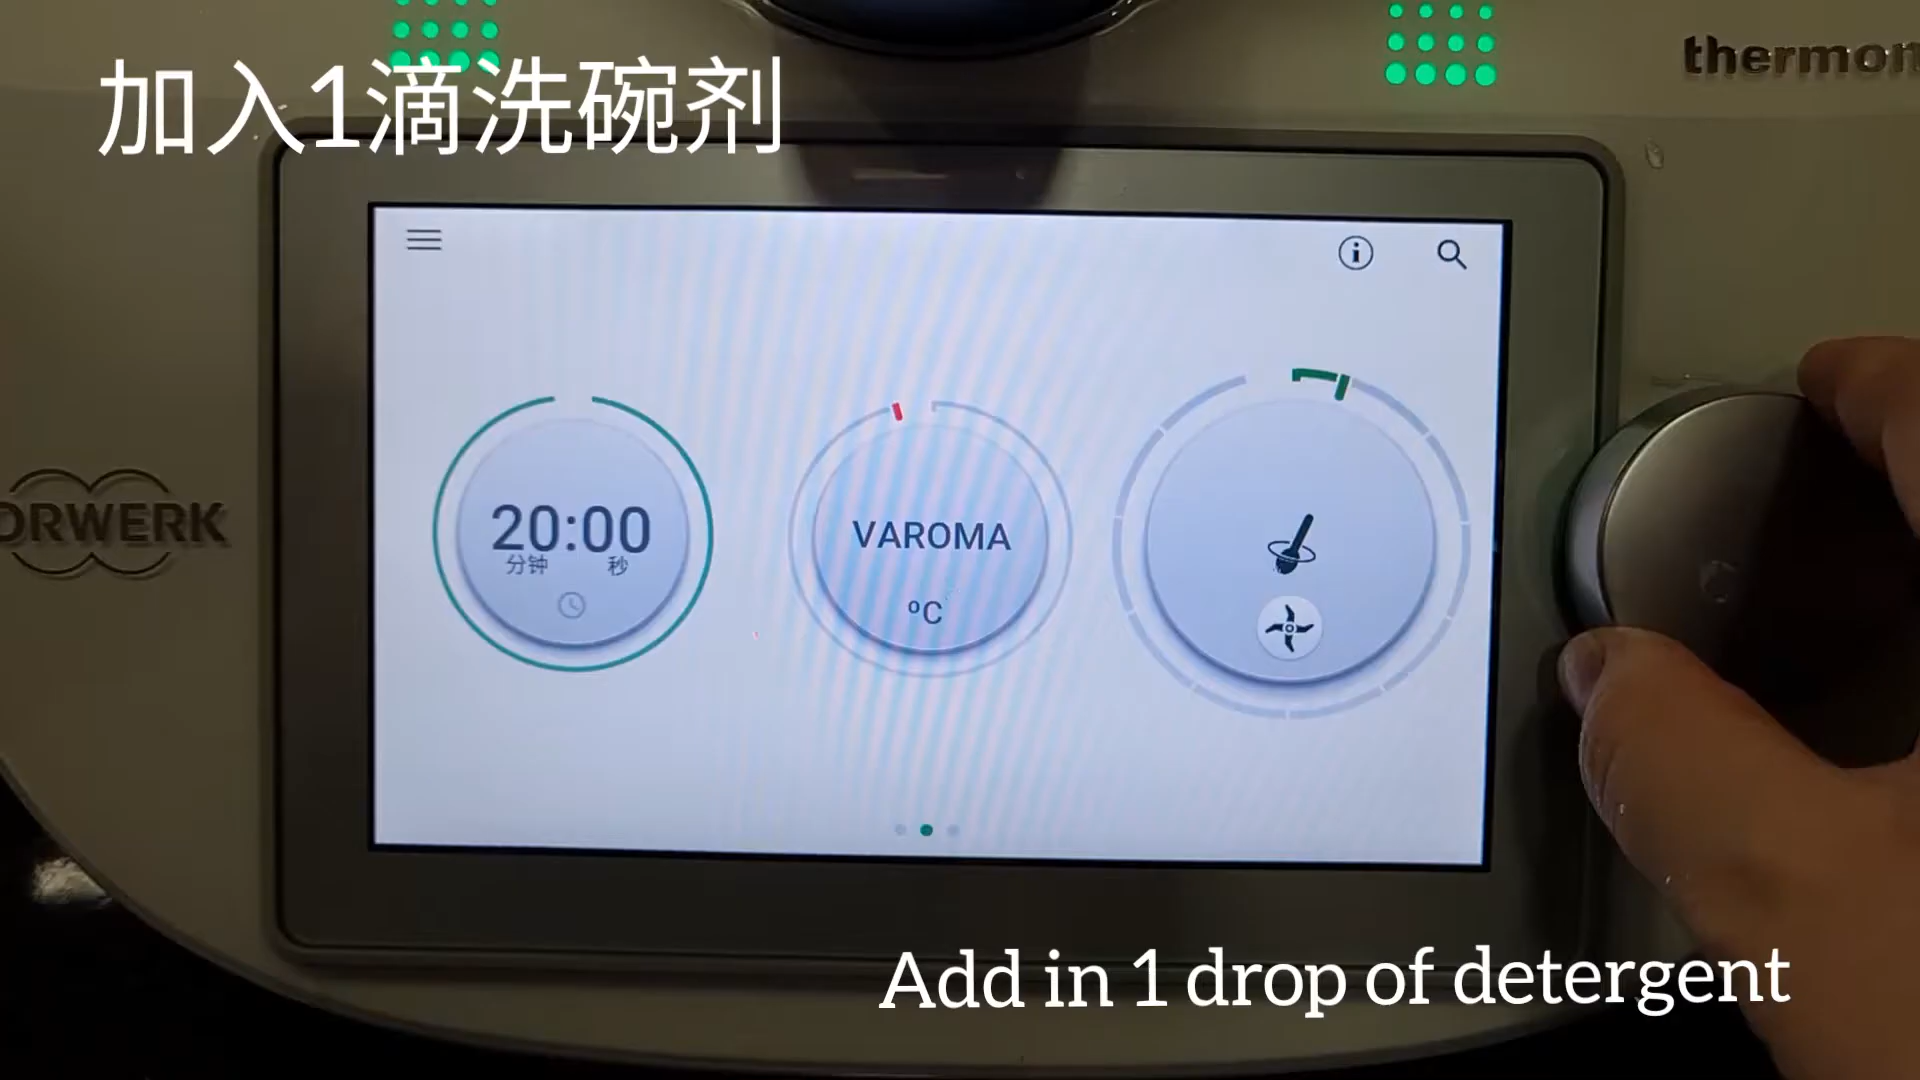 加入1滴洗碗剂
thermom
ORWERK
20:00
分钟 秒
VAROMA
ºC
Add in 1 drop of detergent